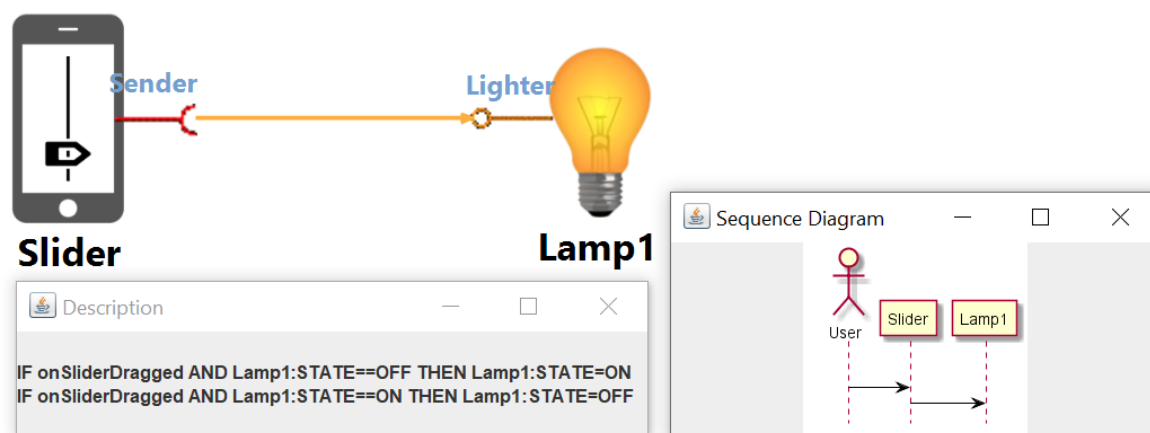 Sender
Lighter
Slider
Lamp1
Description
IF onSliderDragged AND Lamp1:STATE==OFF THEN Lamp1:STATE=ON
IF onSliderDragged AND Lamp1:STATE==ON THEN Lamp1:STATE=OFF
Sequence Diagram
User
Slider
Lamp1